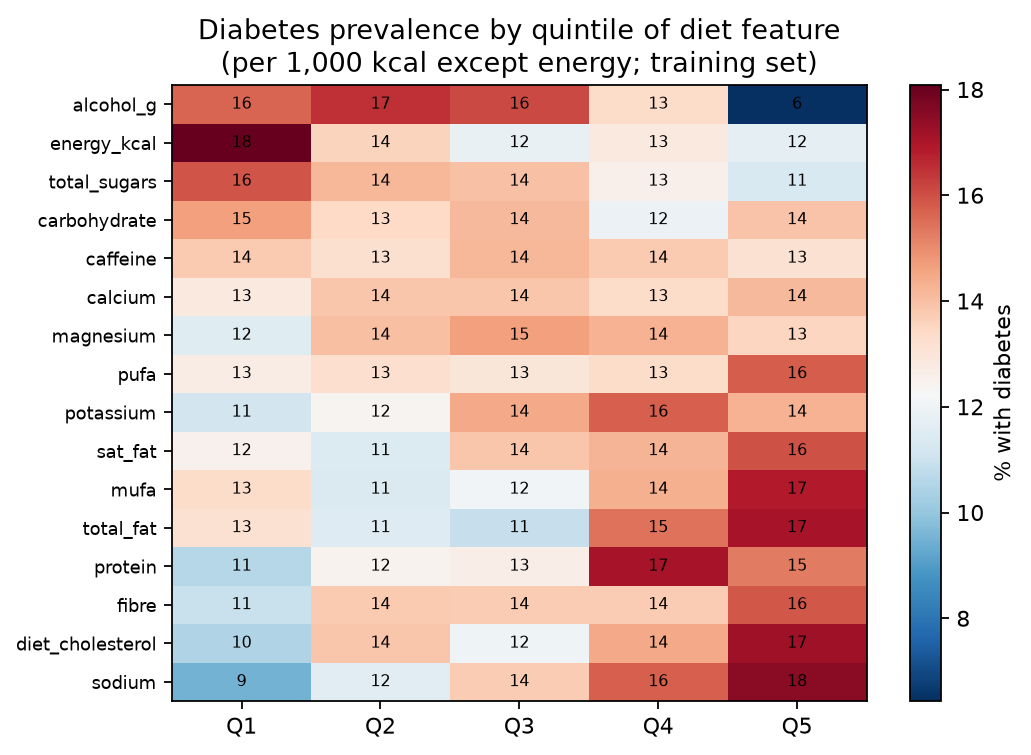 Diabetes prevalence by quintile of diet feature
(per 1,000 kcal except energy; training set)
alcohol_g 16 17 16 13 6
energy_kcal 18 14 12 13 12
total_sugars 16 14 14 13 11
carbohydrate 15 13 14 12 14
caffeine 14 13 14 14 13
calcium 13 14 14 13 14
magnesium 12 14 15 14 13
pufa 13 13 13 13 16
potassium 11 12 14 16 14
sat_fat 12 11 14 14 16
mufa 13 11 12 14 17
total_fat 13 11 11 15 17
protein 11 12 13 17 15
fibre 11 14 14 14 16
diet_cholesterol 10 14 12 14 17
sodium 9 12 14 16 18
Q1 Q2 Q3 Q4 Q5
18
16
14
12
10
8
% with diabetes